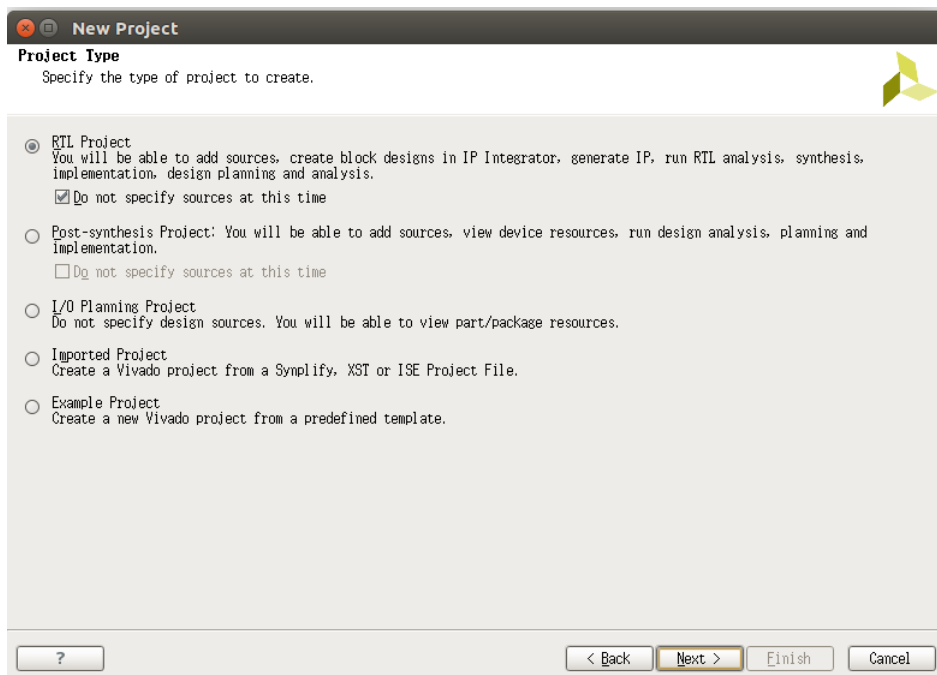 New Project
Project Type
Specify the type of project to create.
RTL Project
You will be able to add sources, create block designs in IP Integrator, generate IP, run RTL analysis, synthesis,
implementation, design planning and analysis.
Do not specify sources at this time
Post-synthesis Project: You will be able to add sources, view device resources, run design analysis, planning and
implementation.
Do not specify sources at this time
I/O Planning Project
Do not specify design sources. You will be able to view part/package resources.
Imported Project
Create a Vivado project from a Synplify, XST or ISE Project File.
Example Project
Create a new Vivado project from a predefined template.
? < Back Next > Finish Cancel